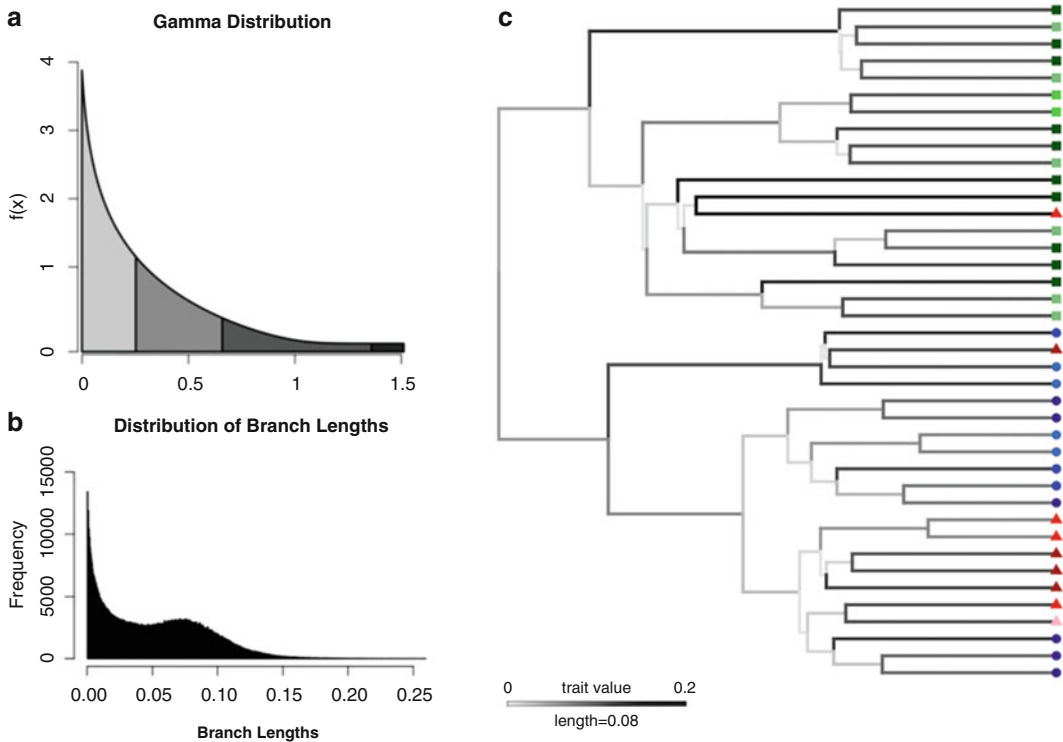 a
Gamma Distribution
4
3
2
1
0
f(x)
0 0.5 1 1.5
b
Distribution of Branch Lengths
15000
10000
5000
0
Frequency
0.00 0.05 0.10 0.15 0.20 0.25
Branch Lengths
c
0 trait value 0.2
length=0.08